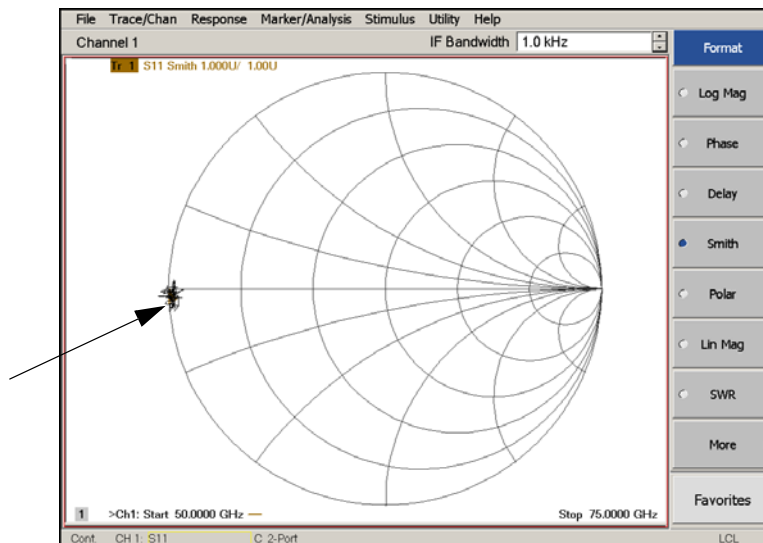 File Trace/Chan Response Marker/Analysis Stimulus Utility Help
Channel 1 IF Bandwidth 1.0 kHz
Format
Tr 1 S11 Smith 1.000U/ 1.00U
Log Mag
Phase
Delay
Smith
Polar
Lin Mag
SWR
More
Favorites
1 >Ch1: Start 50.0000 GHz Stop 75.0000 GHz
Cont. CH 1: S11 C 2-Port LCL